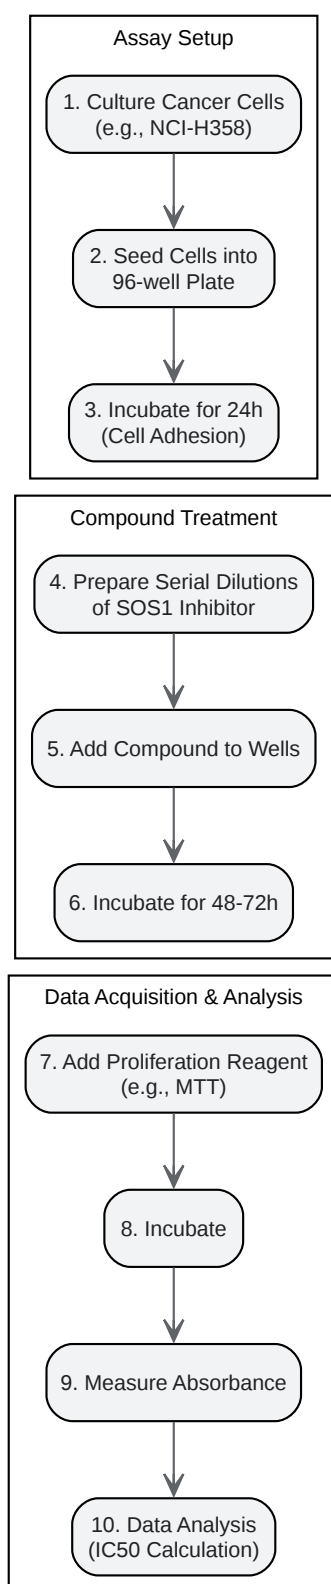 Assay Setup
1. Culture Cancer Cells
(e.g., NCI-H358)
2. Seed Cells into
96-well Plate
3. Incubate for 24h
(Cell Adhesion)
Compound Treatment
4. Prepare Serial Dilutions
of SOS1 Inhibitor
5. Add Compound to Wells
6. Incubate for 48-72h
Data Acquisition & Analysis
7. Add Proliferation Reagent
(e.g., MTT)
8. Incubate
9. Measure Absorbance
10. Data Analysis
(IC50 Calculation)